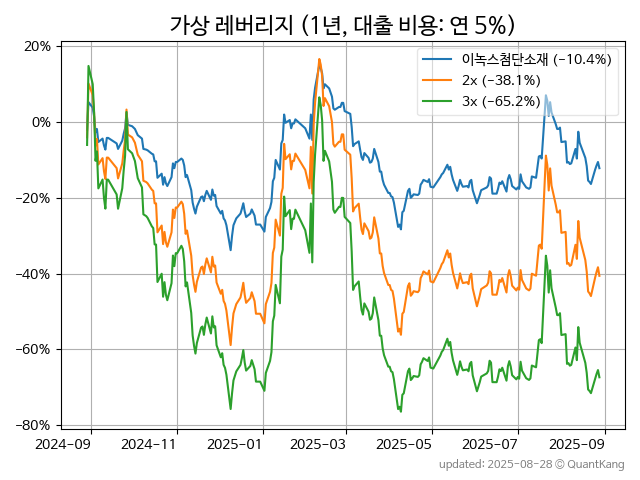 가상 레버리지 (1년, 대출 비용: 연 5%)
이녹스첨단소재 (−10.4%)
2x (−38.1%)
3x (−65.2%)
20%
0%
−20%
−40%
−60%
−80%
2024−09 2024−11 2025−01 2025−03 2025−05 2025−07 2025−09
updated: 2025-08-28 © QuantKang